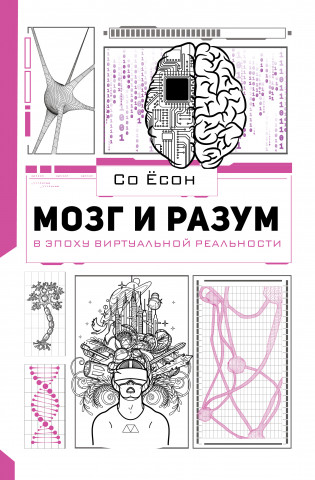 Со Ёсон
МОЗГ И РАЗУМ
В ЭПОХУ ВИРТУАЛЬНОЙ РЕАЛЬНОСТИ